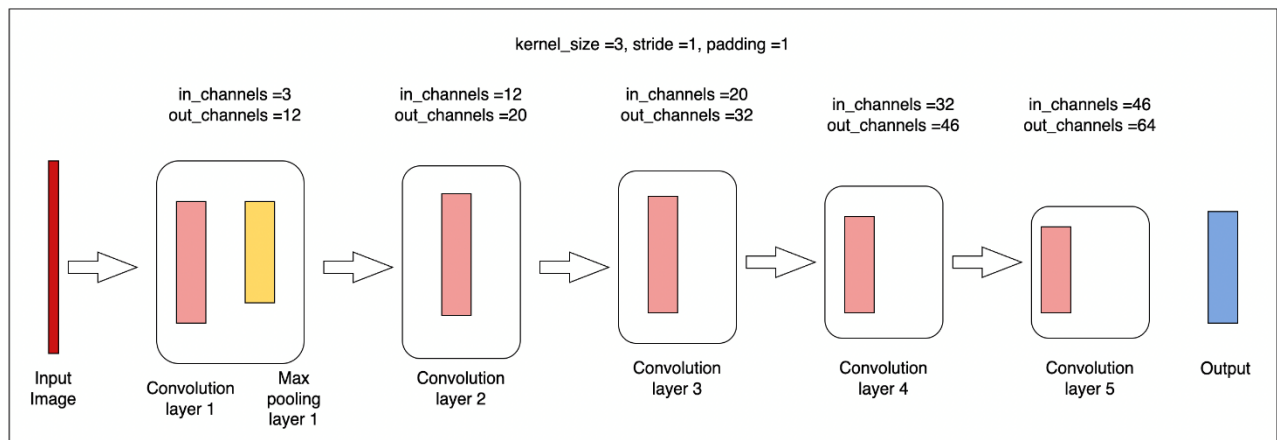 kernel_size =3, stride =1, padding =1
in_channels =3
out_channels =12
in_channels =12
out_channels =20
in_channels =20
out_channels =32
in_channels =32
out_channels =46
in_channels =46
out_channels =64
Input
Image
Convolution
layer 1
Max
pooling
layer 1
Convolution
layer 2
Convolution
layer 3
Convolution
layer 4
Convolution
layer 5
Output